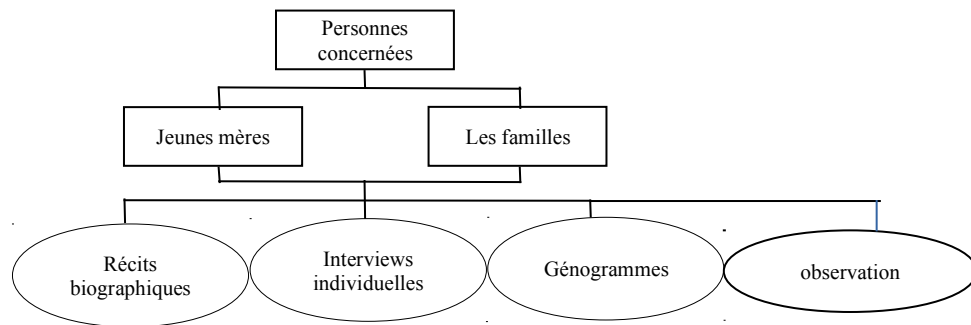 Personnes
concernées
Jeunes mères
Les familles
Récits
biographiques
Interviews
individuelles
Génogrammes
observation